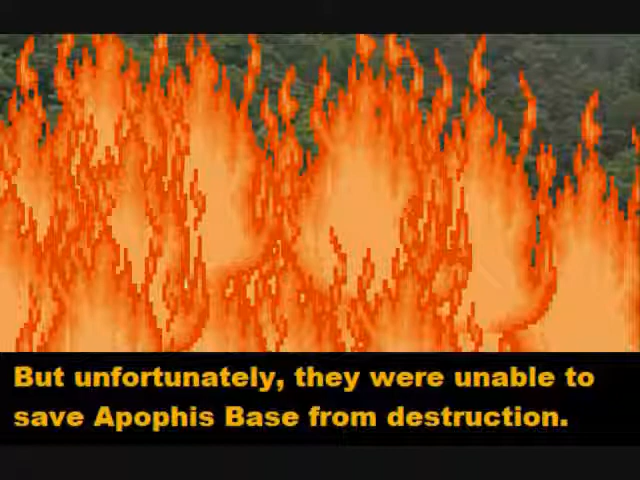 But unfortunately, they were unable to
save Apophis Base from destruction.